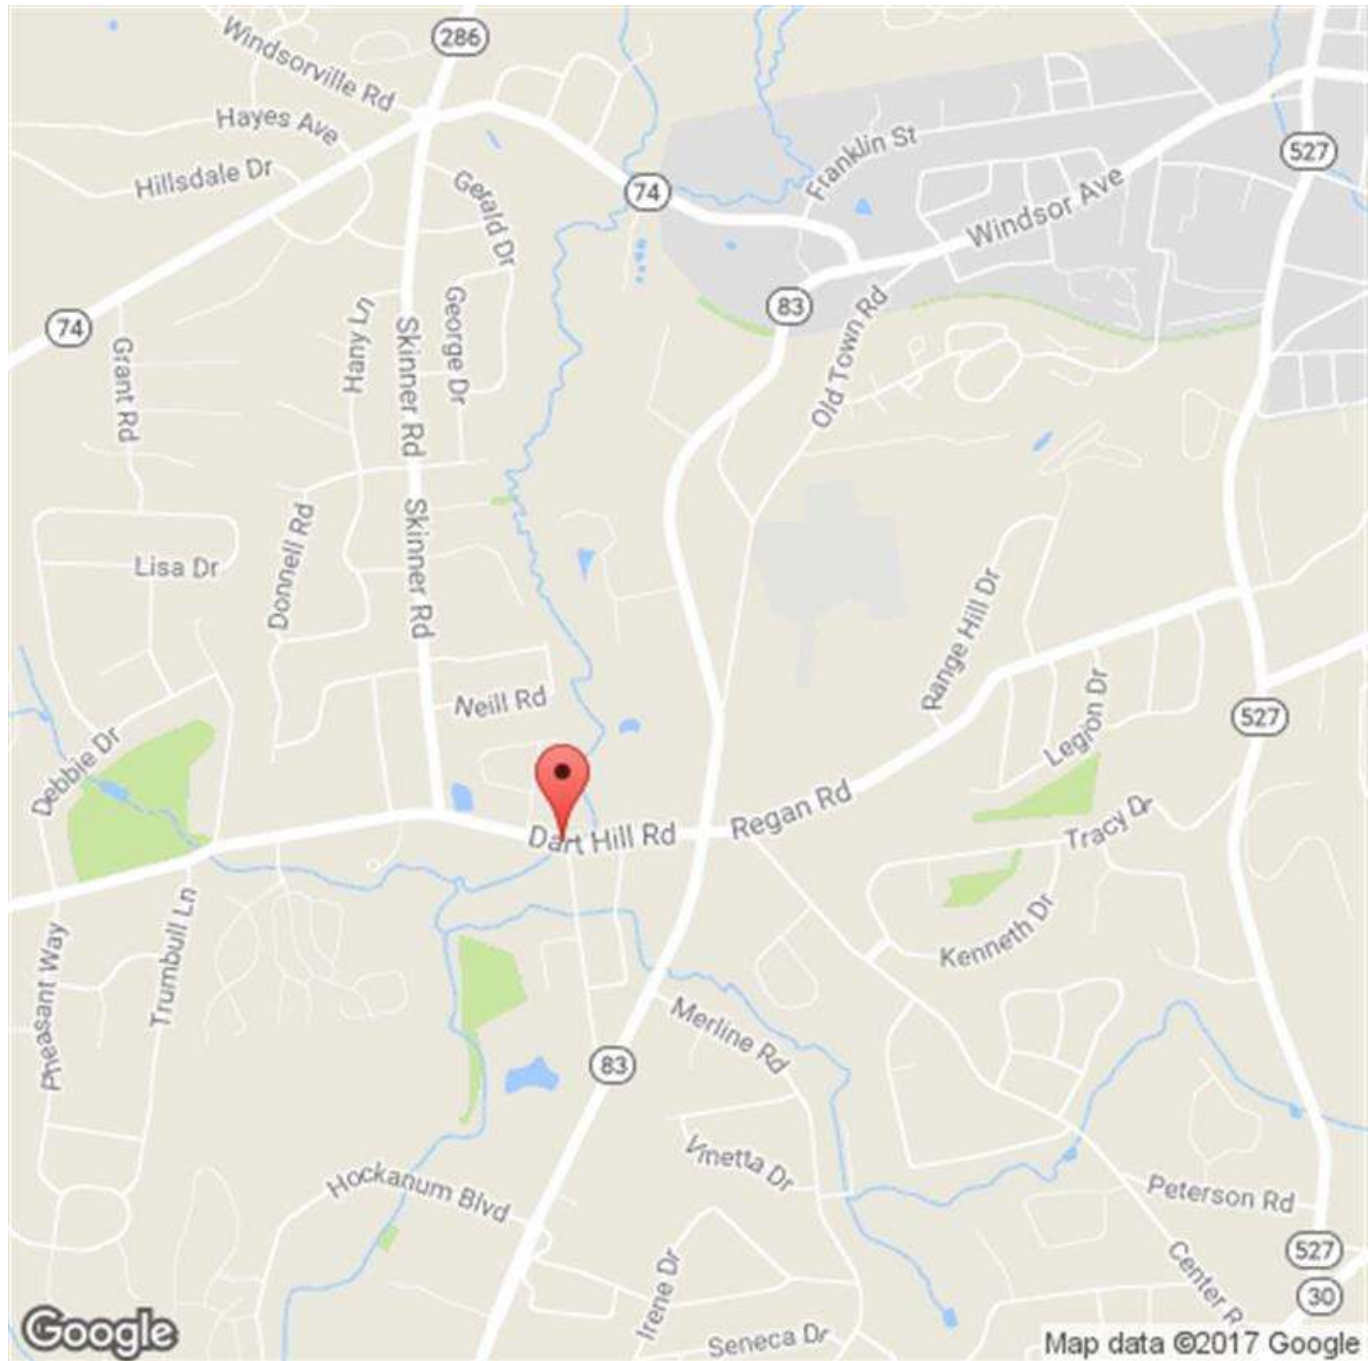 Windsorville Rd
286
Hayes Ave
Hillsdale Dr
Franklin St
527
74
Gerald Dr
Windsor Ave
74
Hany Ln
George Dr
83
Old Town Rd
Grant Rd
Skinner Rd
Donnell Rd
Skinner Rd
Lisa Dr
Range Hill Dr
Neill Rd
Legion Dr
527
Debbie Dr
Dart Hill Rd
Regan Rd
Tracy Dr
Kenneth Dr
Pheasant Way
Trumbull Ln
Merline Rd
83
Vinetta Dr
Hockanum Blvd
Peterson Rd
527
Center R
30
Irene Dr
Seneca Dr
Google
Map data ©2017 Google